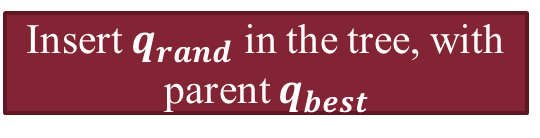 Insert q_rand in the tree, with
parent q_best